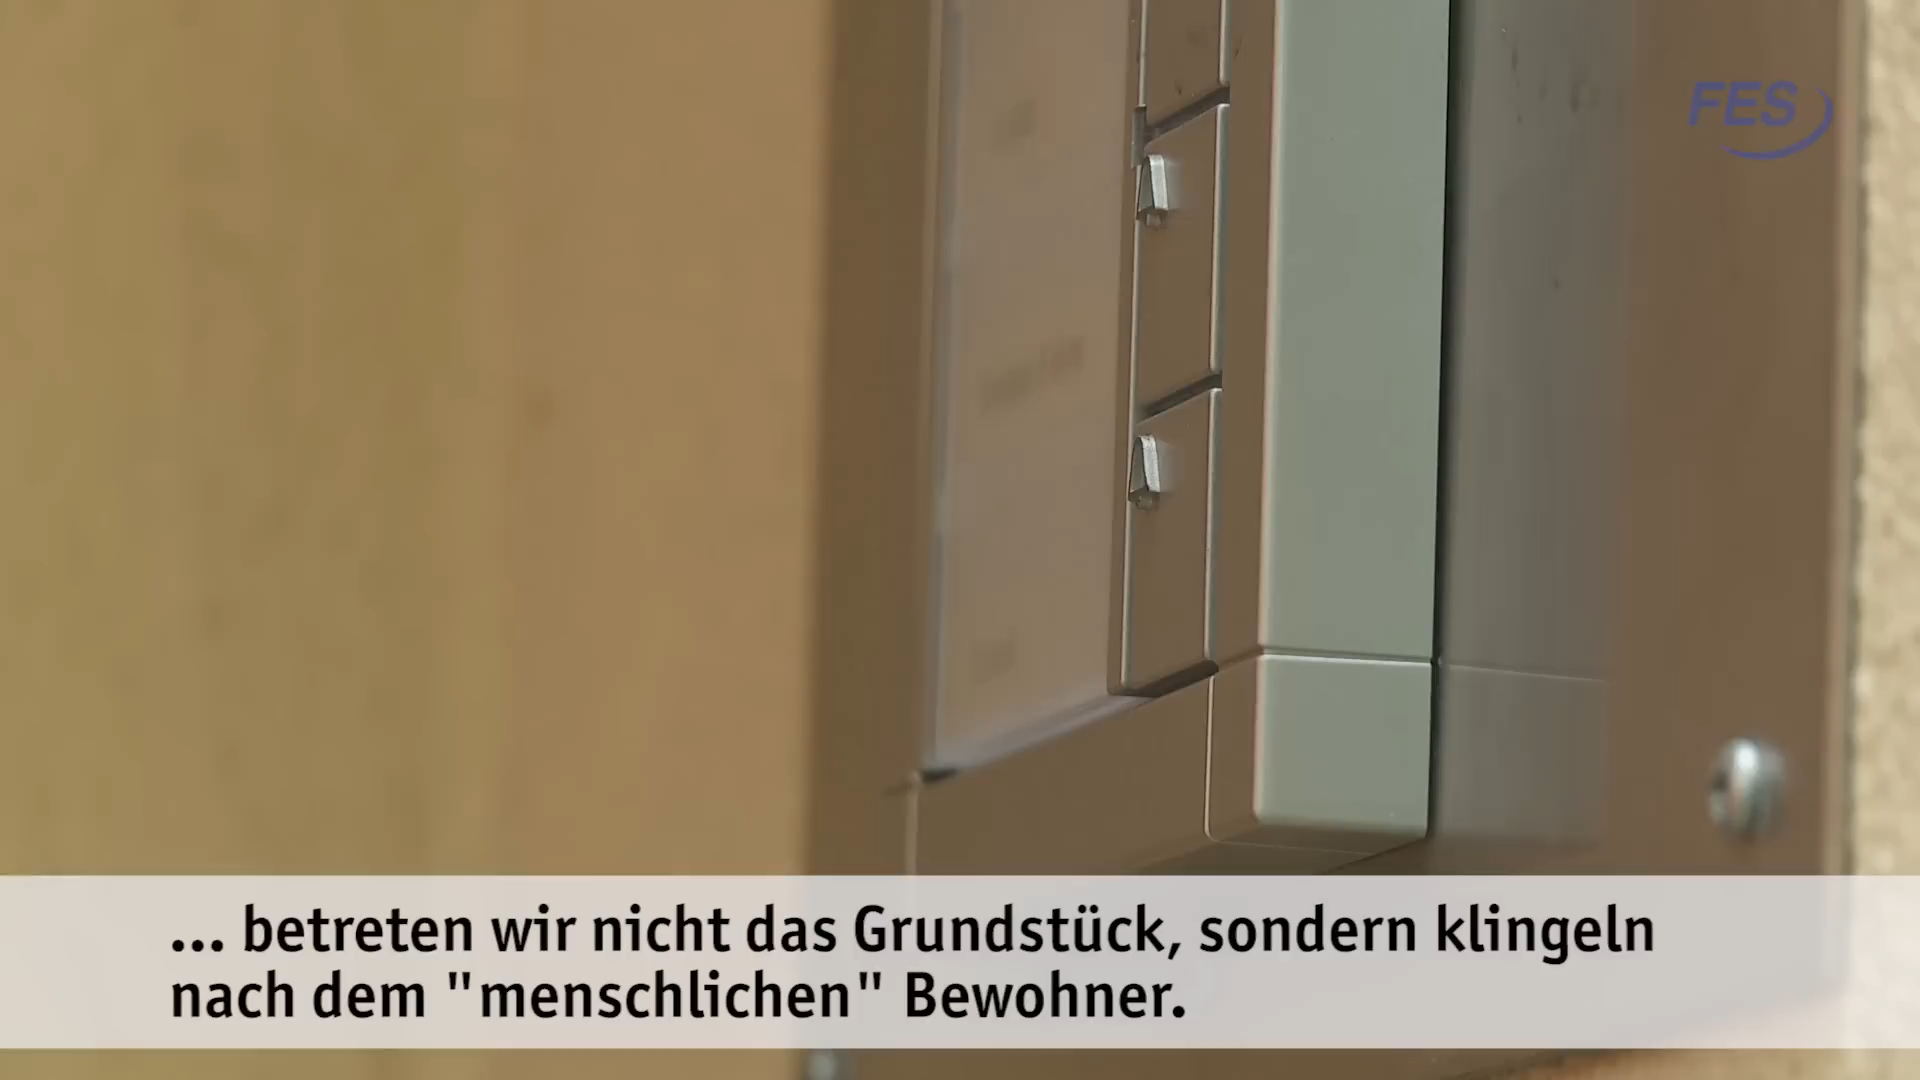 FES
... betreten wir nicht das Grundstück, sondern klingeln
nach dem "menschlichen" Bewohner.